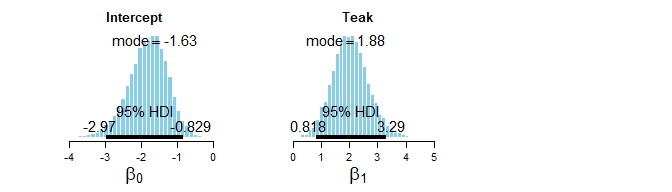 Intercept
mode = -1.63
95% HDI
-2.97 -0.829
-4 -3 -2 -1 0
β0
Teak
mode = 1.88
95% HDI
0.818 3.29
0 1 2 3 4 5
β1